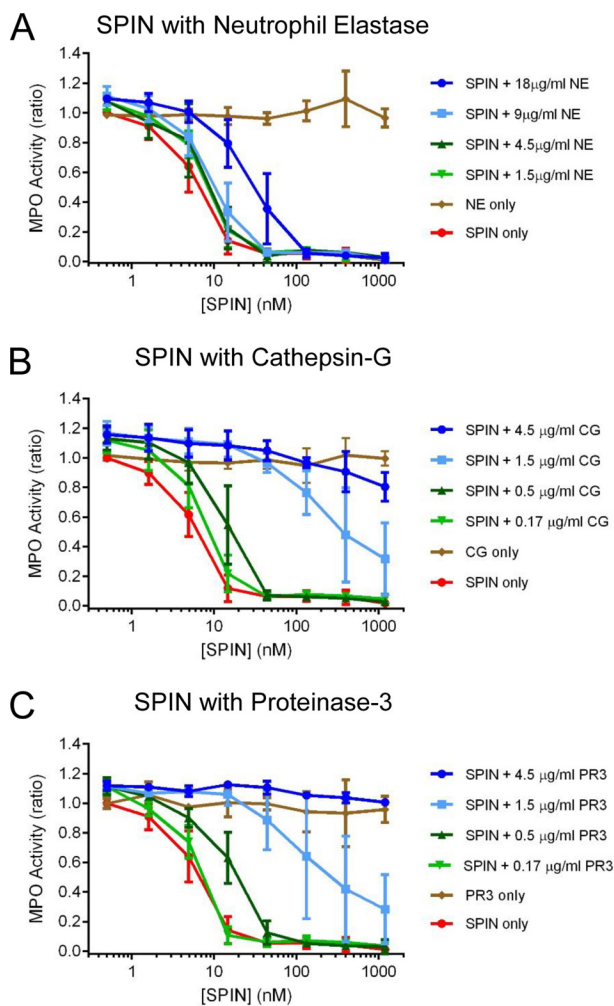 A
SPIN with Neutrophil Elastase
MPO Activity (ratio)
1.4
1.2
1.0
0.8
0.6
0.4
0.2
0.0
1
10
100
1000
[SPIN] (nM)
SPIN + 18µg/ml NE
SPIN + 9µg/ml NE
SPIN + 4.5µg/ml NE
SPIN + 1.5µg/ml NE
NE only
SPIN only
B
SPIN with Cathepsin-G
MPO Activity (ratio)
1.4
1.2
1.0
0.8
0.6
0.4
0.2
0.0
1
10
100
1000
[SPIN] (nM)
SPIN + 4.5 µg/ml CG
SPIN + 1.5 µg/ml CG
SPIN + 0.5 µg/ml CG
SPIN + 0.17 µg/ml CG
CG only
SPIN only
C
SPIN with Proteinase-3
MPO Activity (ratio)
1.4
1.2
1.0
0.8
0.6
0.4
0.2
0.0
1
10
100
1000
[SPIN] (nM)
SPIN + 4.5 µg/ml PR3
SPIN + 1.5 µg/ml PR3
SPIN + 0.5 µg/ml PR3
SPIN + 0.17 µg/ml PR3
PR3 only
SPIN only